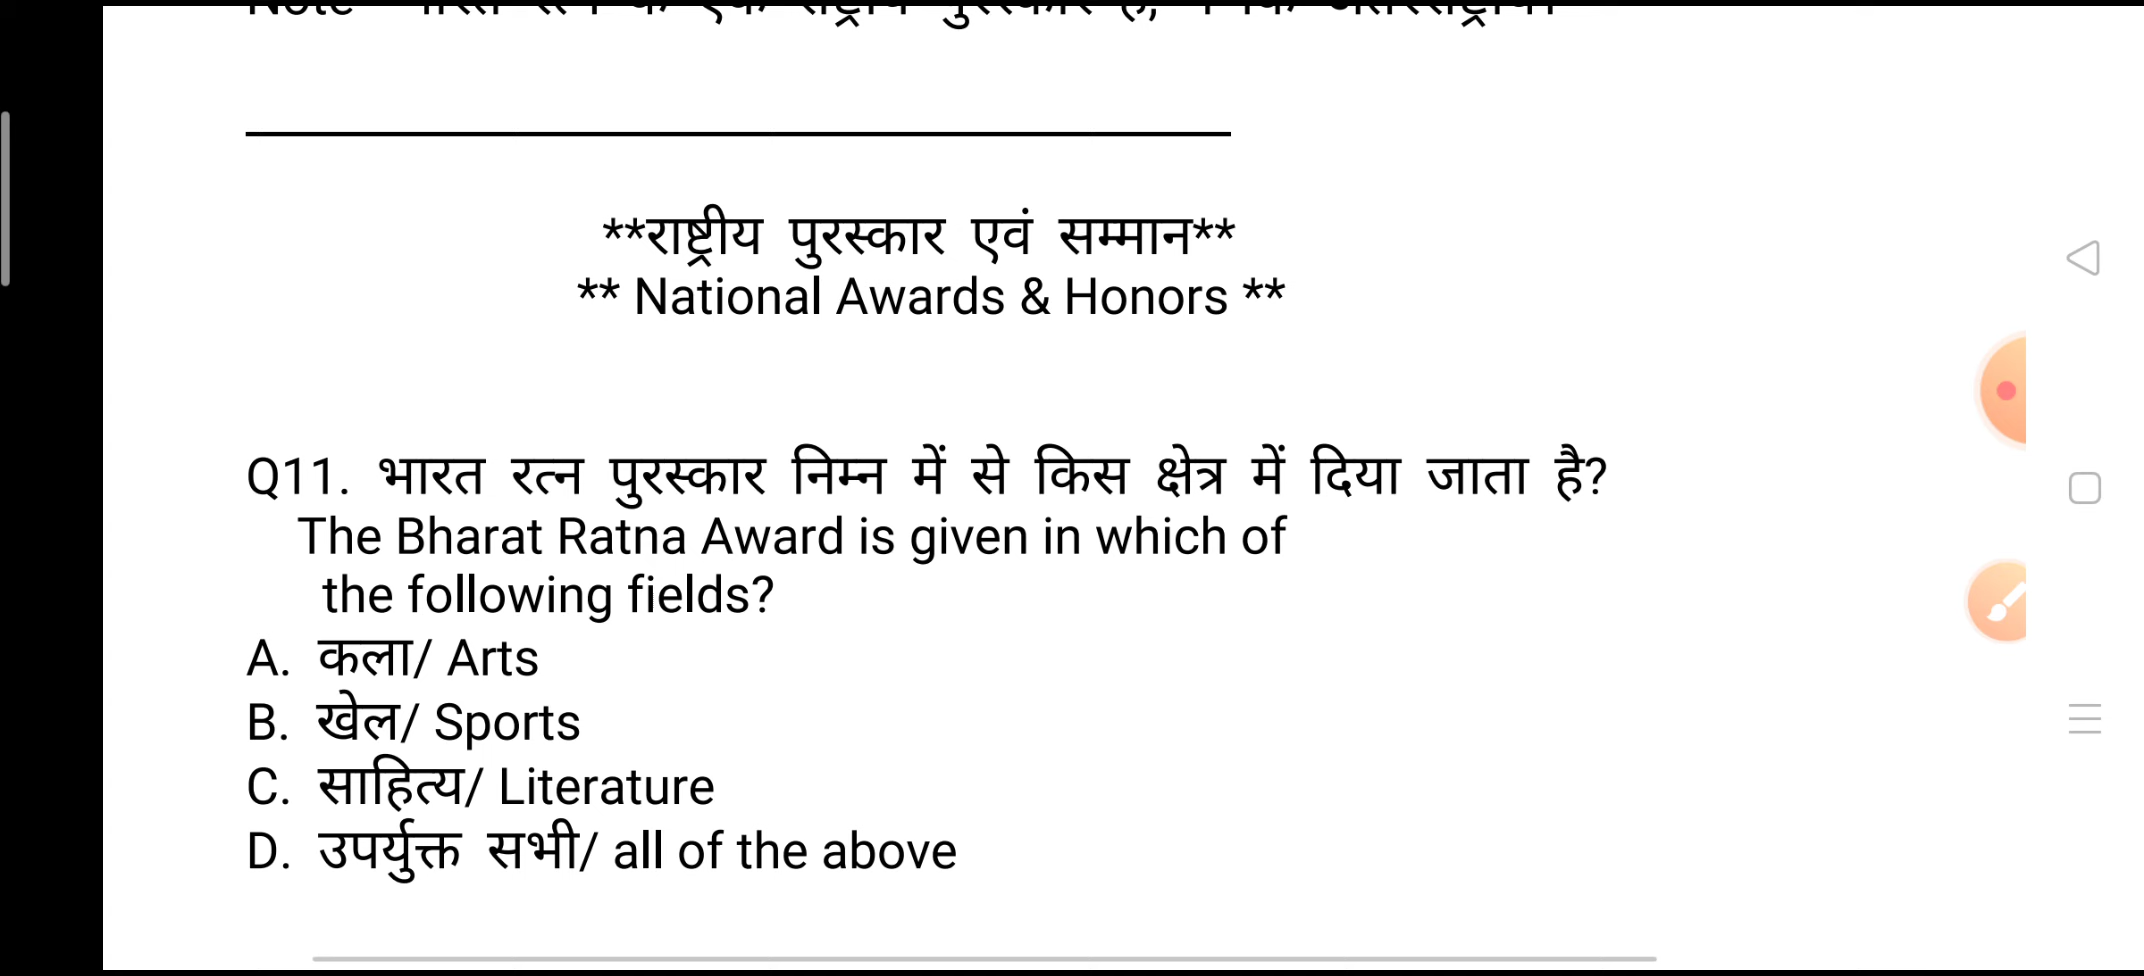 **राष्ट्रीय पुरस्कार एवं सम्मान**
** National Awards & Honors **
Q11. भारत रत्न पुरस्कार निम्न में से किस क्षेत्र में दिया जाता है?
The Bharat Ratna Award is given in which of
the following fields?
A. कला/ Arts
B. खेल/ Sports
C. साहित्य/ Literature
D. उपर्युक्त सभी/ all of the above